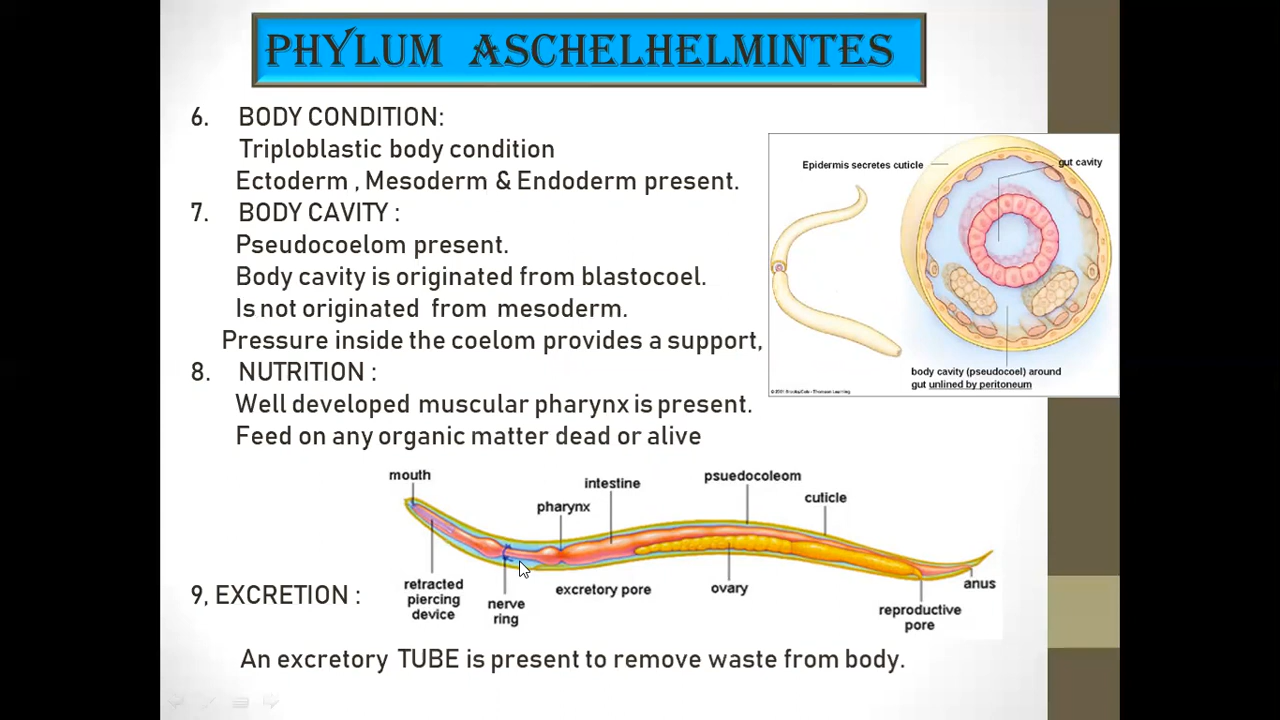 PHYLUM ASCHELHELMINTES
6. BODY CONDITION:
Triploblastic body condition
Ectoderm , Mesoderm & Endoderm present.
7. BODY CAVITY :
Pseudocoelom present.
Body cavity is originated from blastocoel.
Is not originated from mesoderm.
Pressure inside the coelom provides a support,
8. NUTRITION :
Well developed muscular pharynx is present.
Feed on any organic matter dead or alive
Epidermis secretes cuticle
gut cavity
body cavity (pseudocoel) around
gut unlined by peritoneum
mouth
intestine
psuedocoleom
pharynx
cuticle
retracted
piercing
device
nerve
ring
excretory pore
ovary
reproductive
pore
anus
9, EXCRETION :
An excretory TUBE is present to remove waste from body.